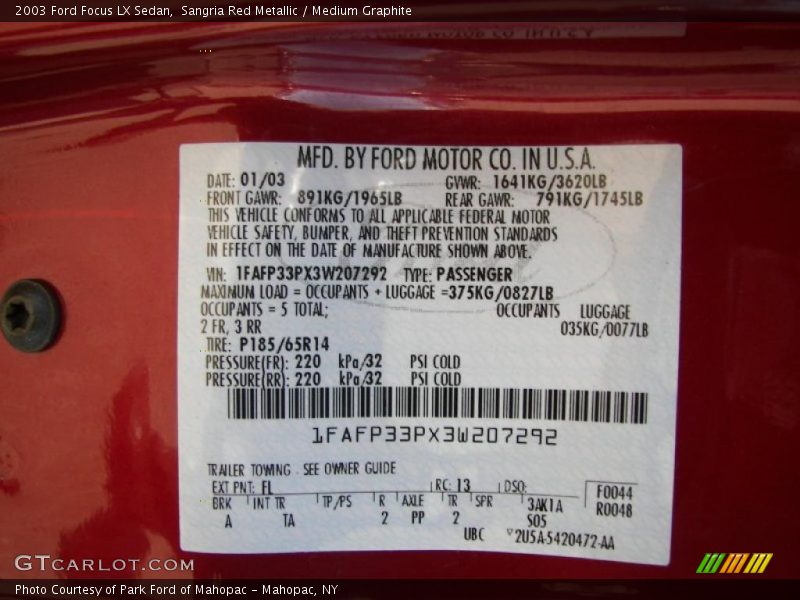 2003 Ford Focus LX Sedan, Sangria Red Metallic / Medium Graphite
MFD. BY FORD MOTOR CO. IN U.S.A.
DATE: 01/03 GVWR: 1641KG/3620LB
FRONT GAWR: 891KG/1965LB REAR GAWR: 791KG/1745LB
THIS VEHICLE CONFORMS TO ALL APPLICABLE FEDERAL MOTOR
VEHICLE SAFETY, BUMPER, AND THEFT PREVENTION STANDARDS
IN EFFECT ON THE DATE OF MANUFACTURE SHOWN ABOVE.
VIN: 1FAFP33PX3W207292 TYPE: PASSENGER
MAXIMUM LOAD = OCCUPANTS + LUGGAGE =375KG/0827LB
OCCUPANTS = 5 TOTAL; OCCUPANTS LUGGAGE
2 FR, 3 RR 035KG/0077LB
TIRE: P185/65R14
PRESSURE(FR): 220 kPa/32 PSI COLD
PRESSURE(RR): 220 kPa/32 PSI COLD
1FAFP33PX3W207292
TRAILER TOWING - SEE OWNER GUIDE
EXT PNT: FL RC: 13 DSO: F0044
BRK INT TR TP/PS R AXLE TR SPR 3AK1A R0048
A TA 2 PP 2 S05
UBC ▽2U5A-5420472-AA
GTCARLOT.COM
Photo Courtesy of Park Ford of Mahopac - Mahopac, NY